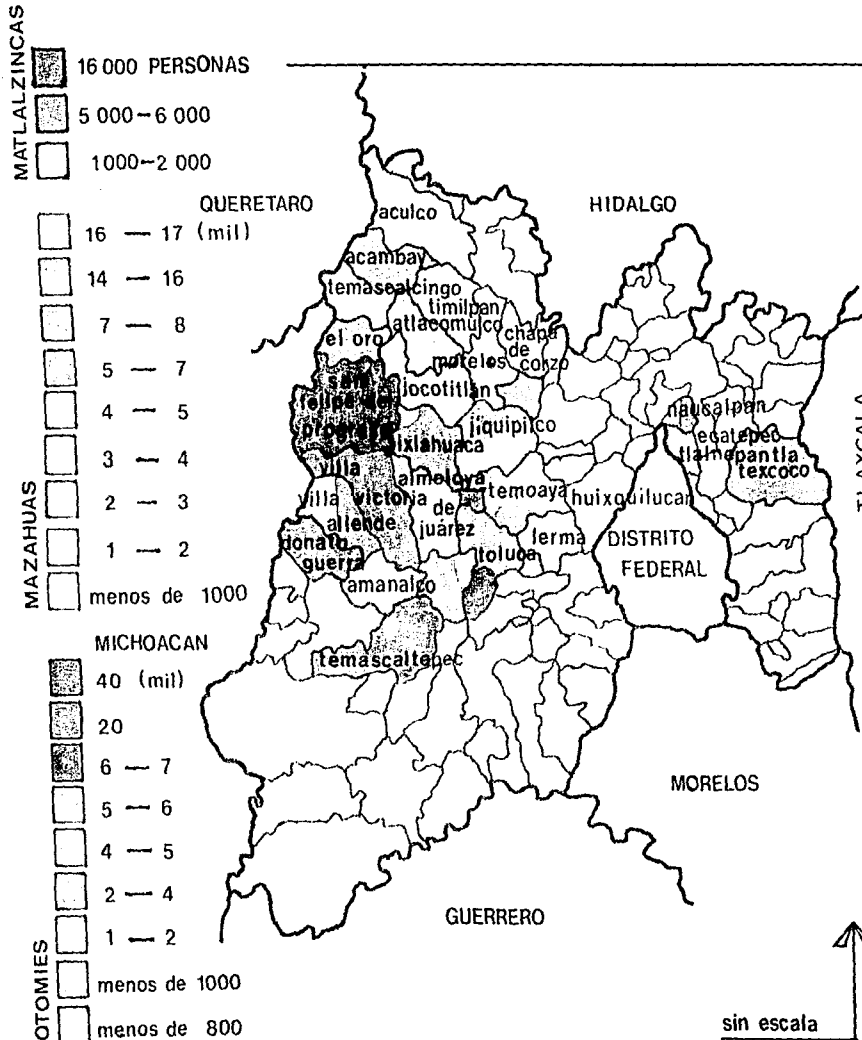 MATLALZINCAS
16 000 PERSONAS
5 000-6 000
1000-2 000
MAZAHUAS
16 — 17 (mil)
14 — 16
7 — 8
5 — 7
4 — 5
3 — 4
2 — 3
1 — 2
menos de 1000
OTOMIES
40 (mil)
20
6 — 7
5 — 6
4 — 5
2 — 4
1 — 2
menos de 1000
menos de 800
QUERETARO
HIDALGO
TLAXCALA
MICHOACAN
DISTRITO
FEDERAL
MORELOS
GUERRERO
aculco
acambay
temascalcingo
timilpan
atlacomulco
chapa
de
corzo
el oro
morelos
san
felipe del
progreso
jocotitlán
jiquipilco
ixlahuaca
villa
victoria
almoloya
de
juárez
temoaya
huixquilucan
villa
allende
donato
guerra
toluca
lerma
amanalco
temascaltepec
naucalpan
ecatepec
tlalnepantla
texcoco
sin escala